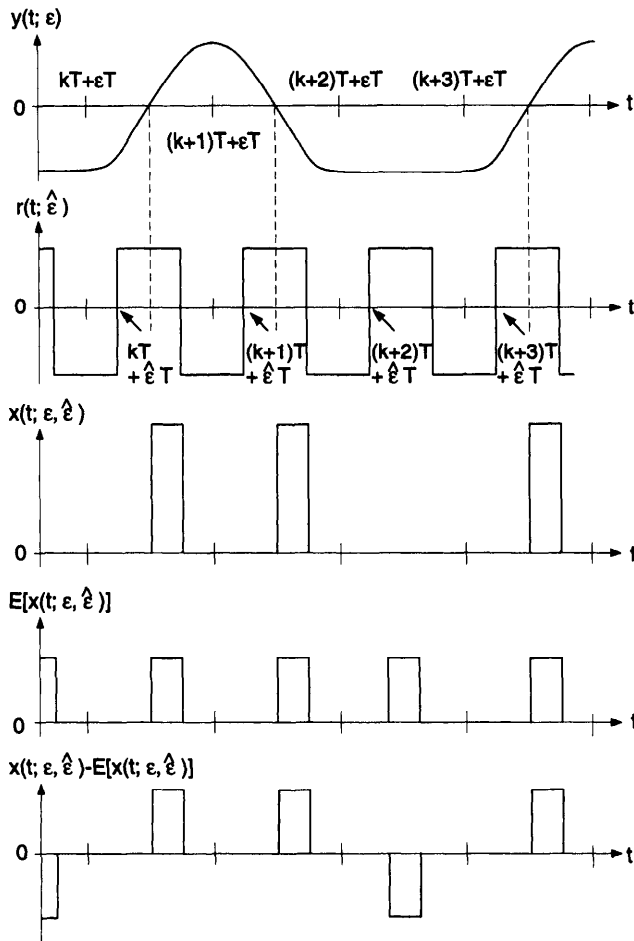 y(t; ε)
kT+εT
(k+2)T+εT
(k+3)T+εT
0
t
(k+1)T+εT
r(t; ε̂)
0
t
kT
+ ε̂ T
(k+1)T
+ ε̂ T
(k+2)T
+ ε̂ T
(k+3)T
+ ε̂ T
x(t; ε, ε̂)
0
t
E[x(t; ε, ε̂)]
0
t
x(t; ε, ε̂)-E[x(t; ε, ε̂)]
0
t